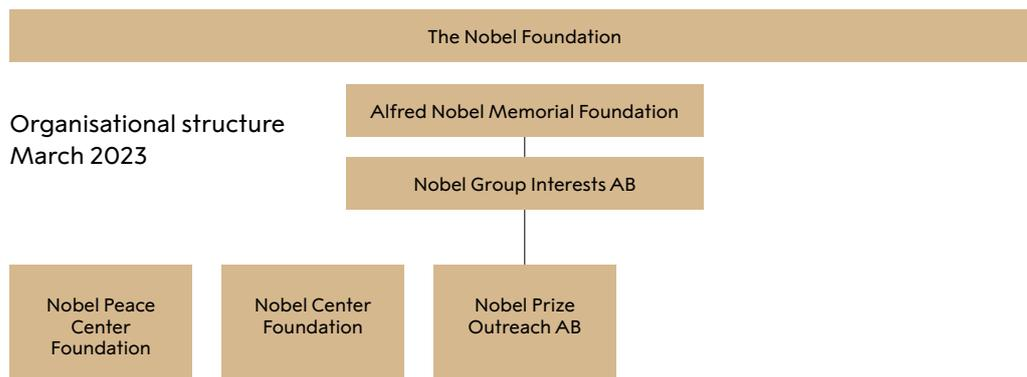 The Nobel Foundation
Organisational structure
March 2023
Alfred Nobel Memorial Foundation
Nobel Group Interests AB
Nobel Peace
Center
Foundation
Nobel Center
Foundation
Nobel Prize
Outreach AB